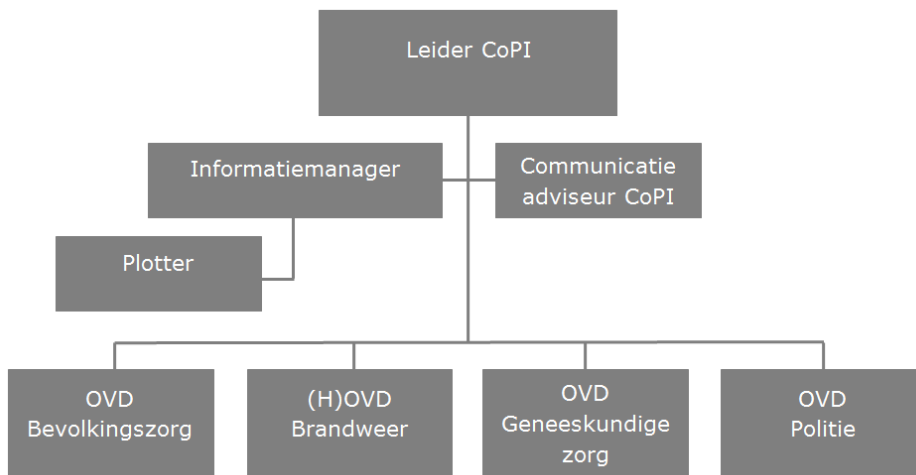 Leider CoPI
Informatiemanager
Communicatie
adviseur CoPI
Plotter
OVD
Bevolkingszorg
(H)OVD
Brandweer
OVD
Geneeskundige
zorg
OVD
Politie